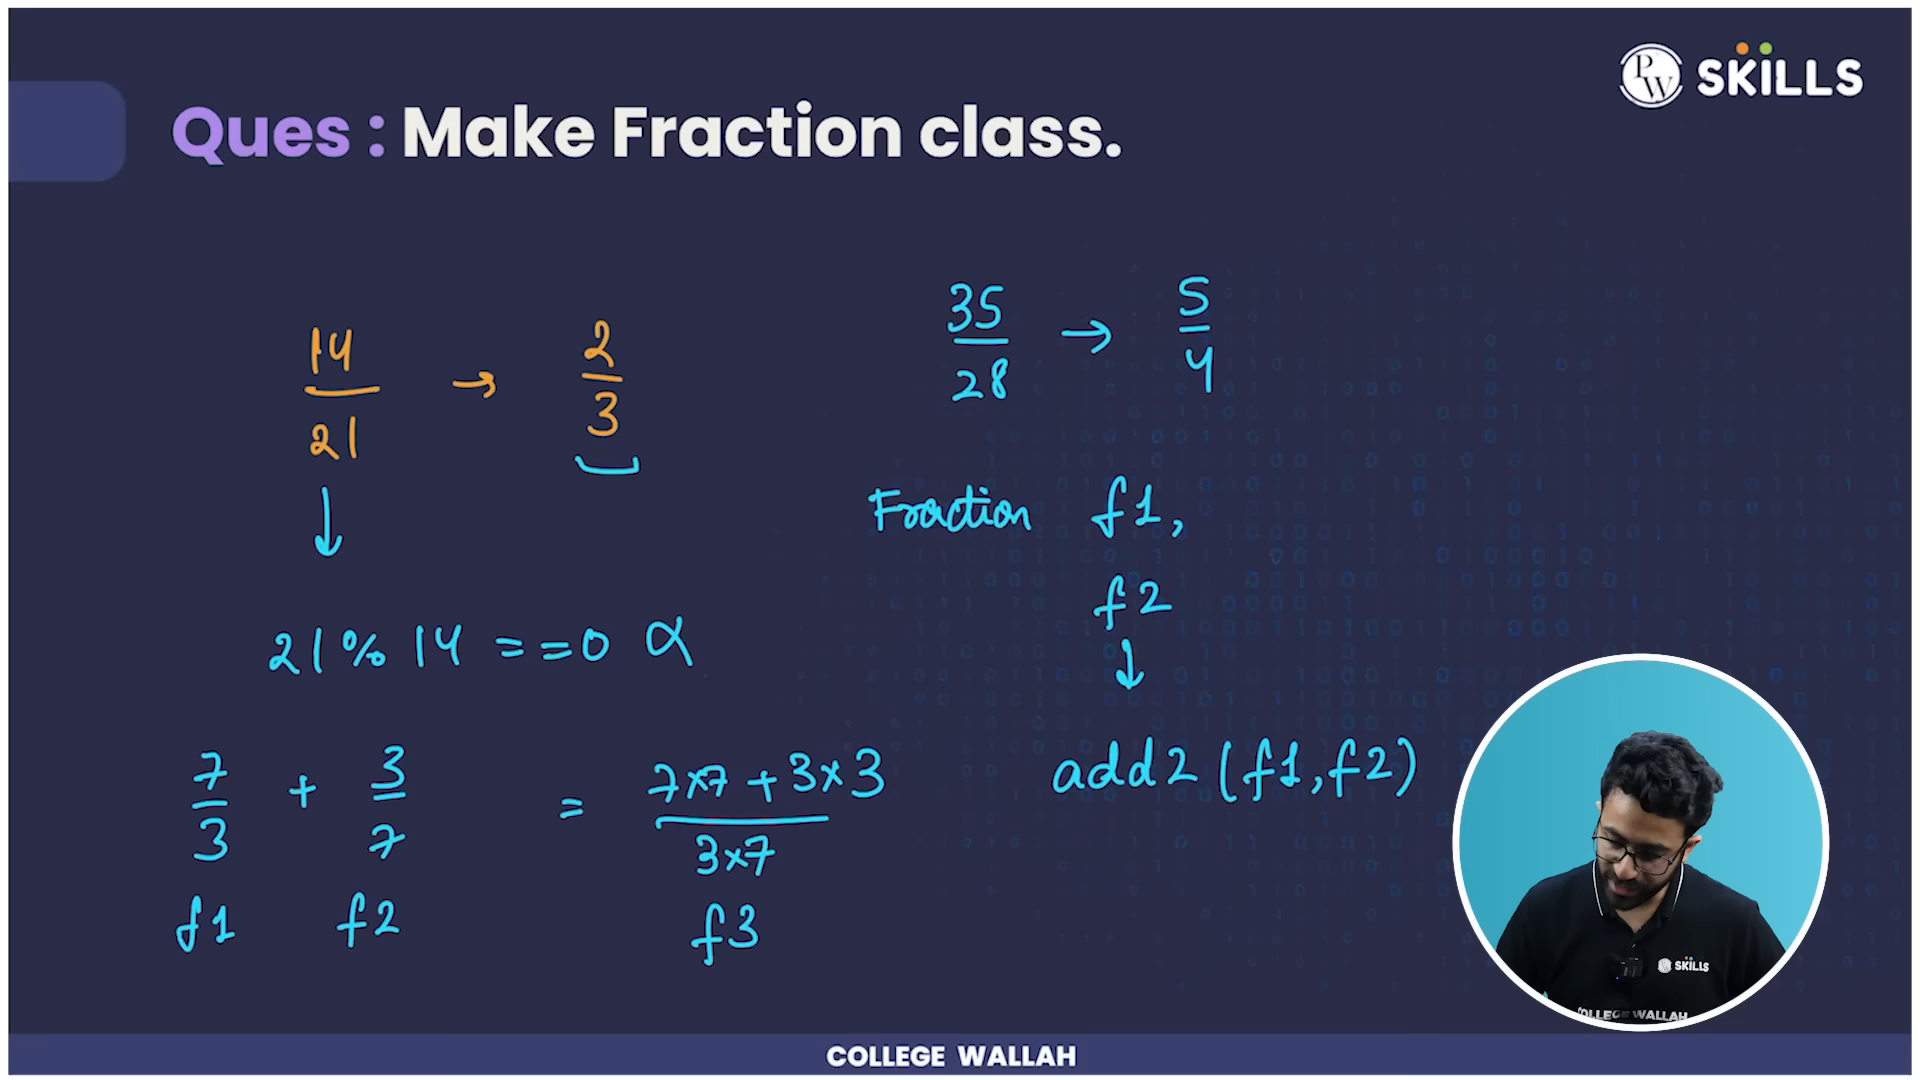 PW SKILLS
Ques : Make Fraction class.
14/21 → 2/3
35/28 → 5/4
↓
Fraction f1,
f2
↓
21 % 14 = = 0 α
7/3 + 3/7 = 7×7 + 3×3 / 3×7
add2 (f1, f2)
f1 f2 f3
SKILLS
COLLEGE WALLAH
COLLEGE WALLAH